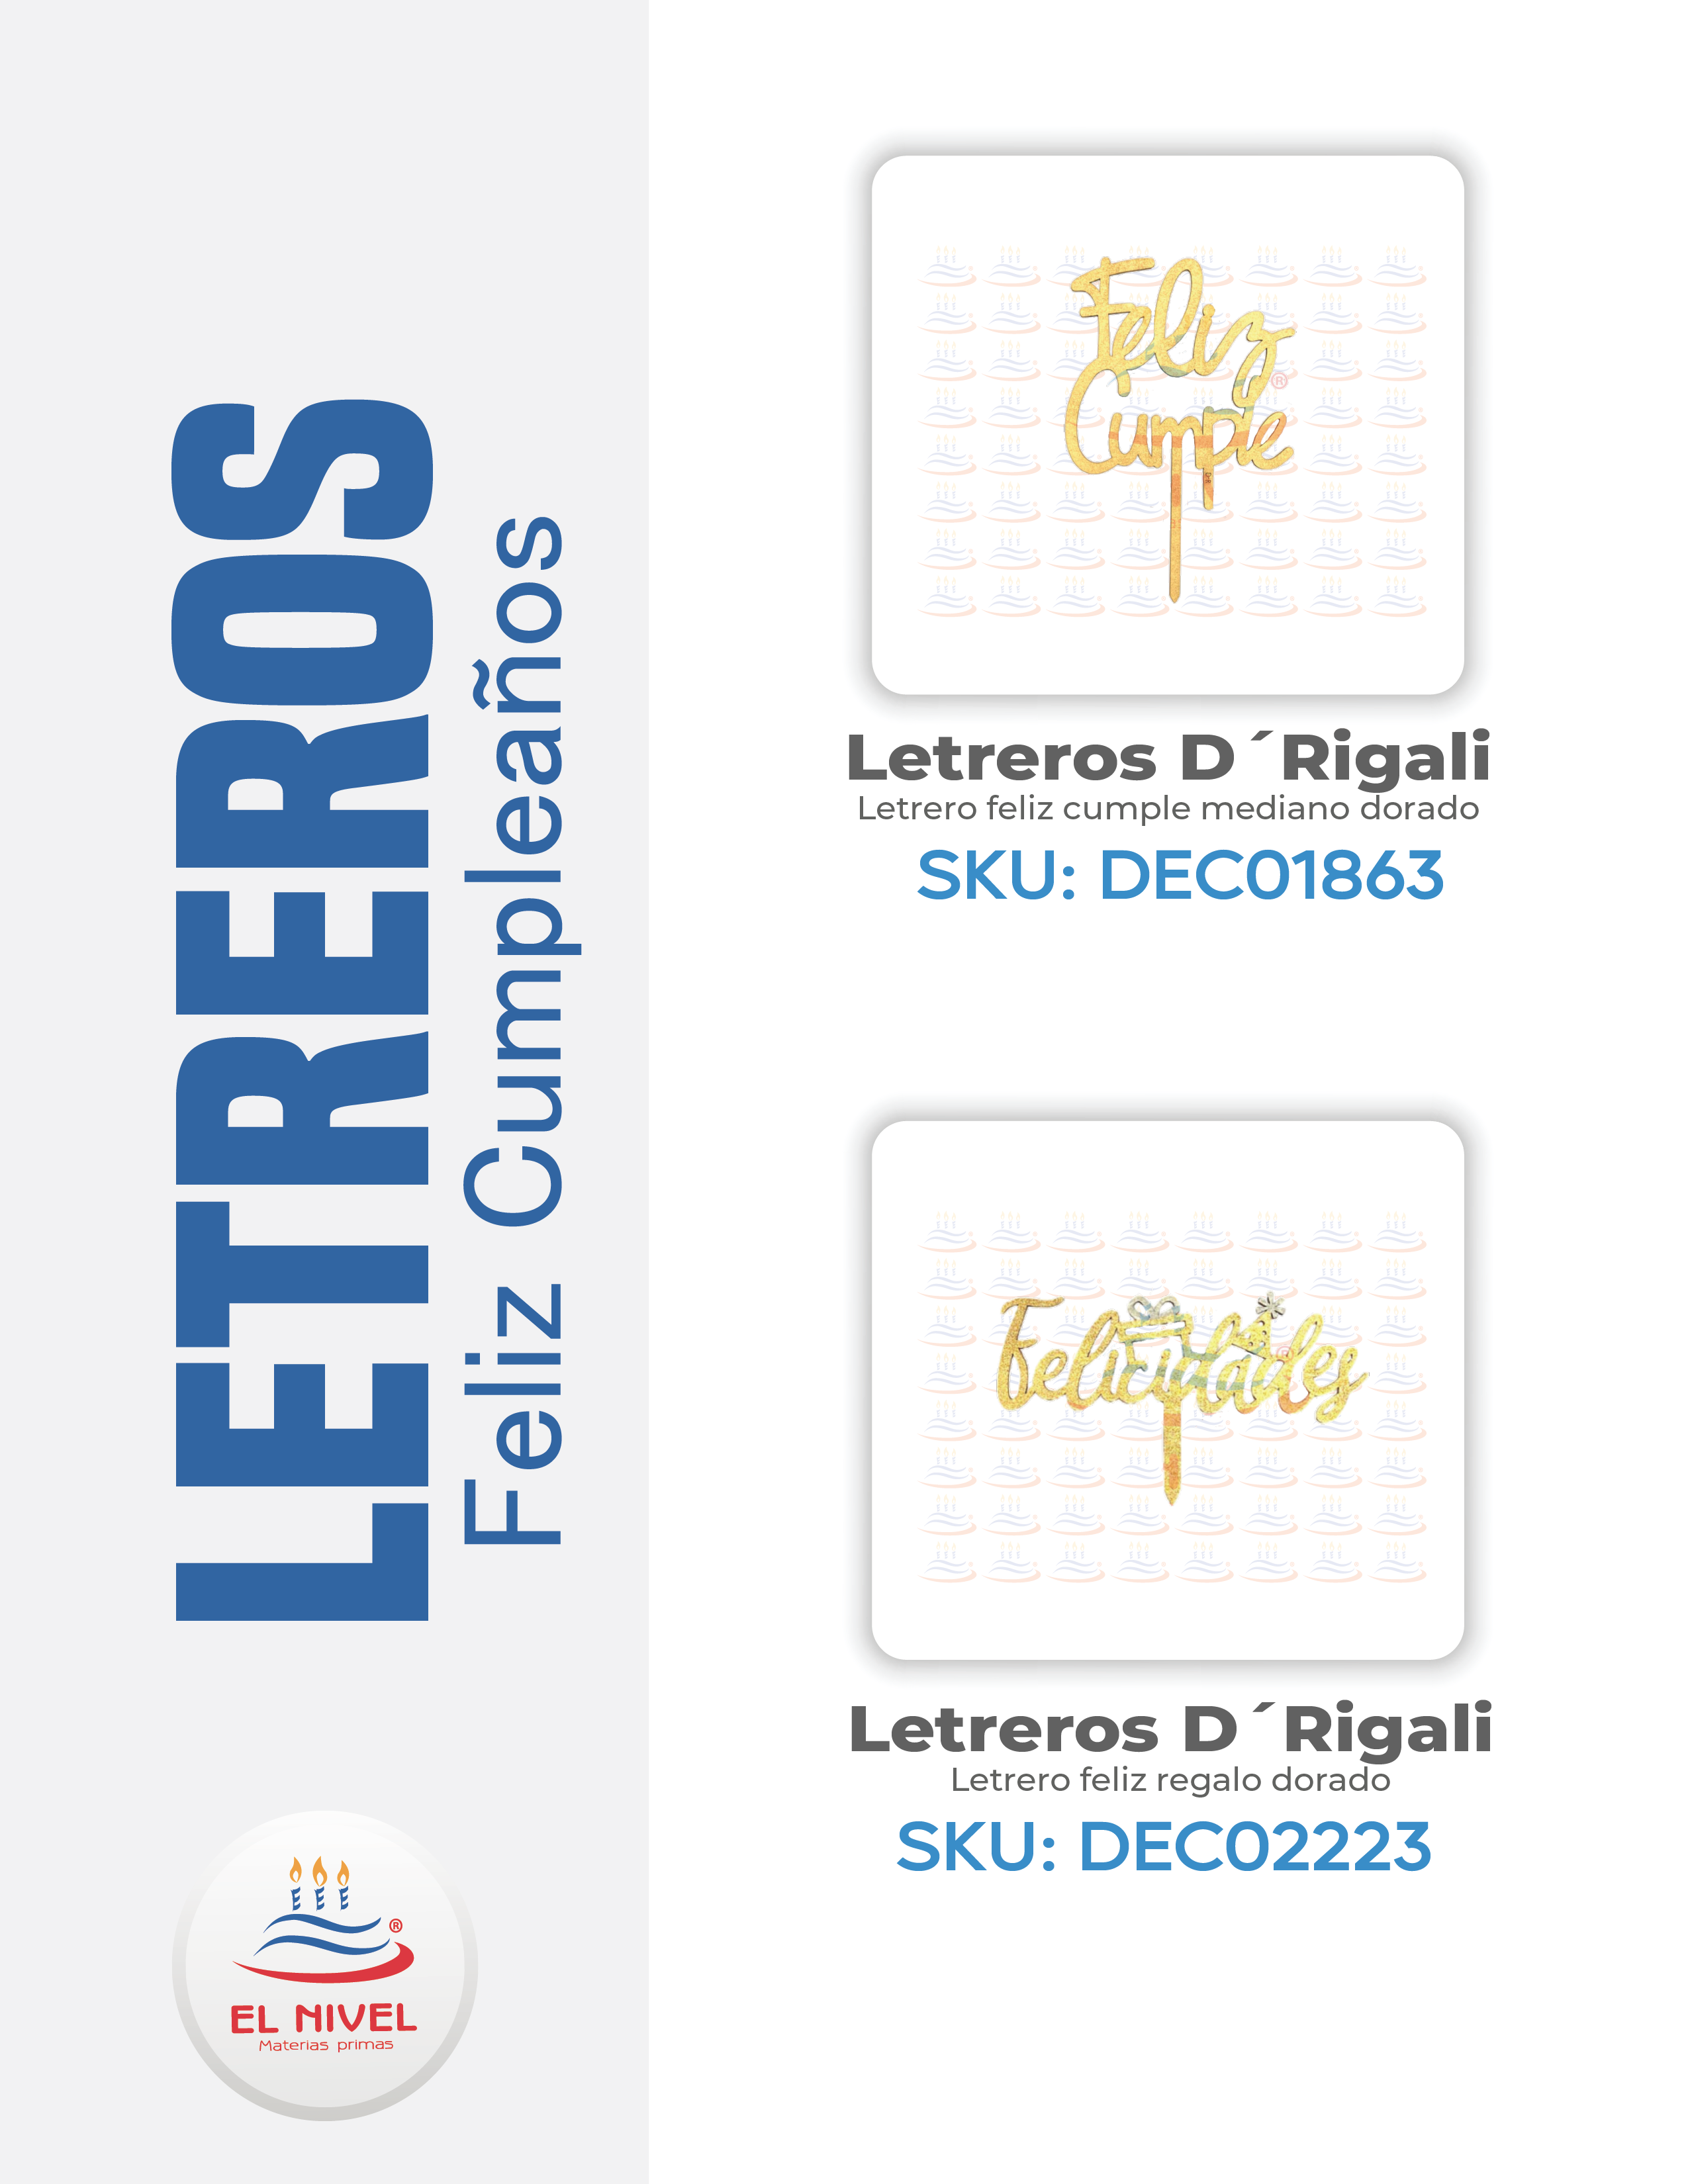 LETREROS
Feliz Cumpleaños
Feliz
Cumple
®
Letreros D´Rigali
Letrero feliz cumple mediano dorado
SKU: DEC01863
Felicidades
®
Letreros D´Rigali
Letrero feliz regalo dorado
SKU: DEC02223
®
EL NIVEL
Materias primas